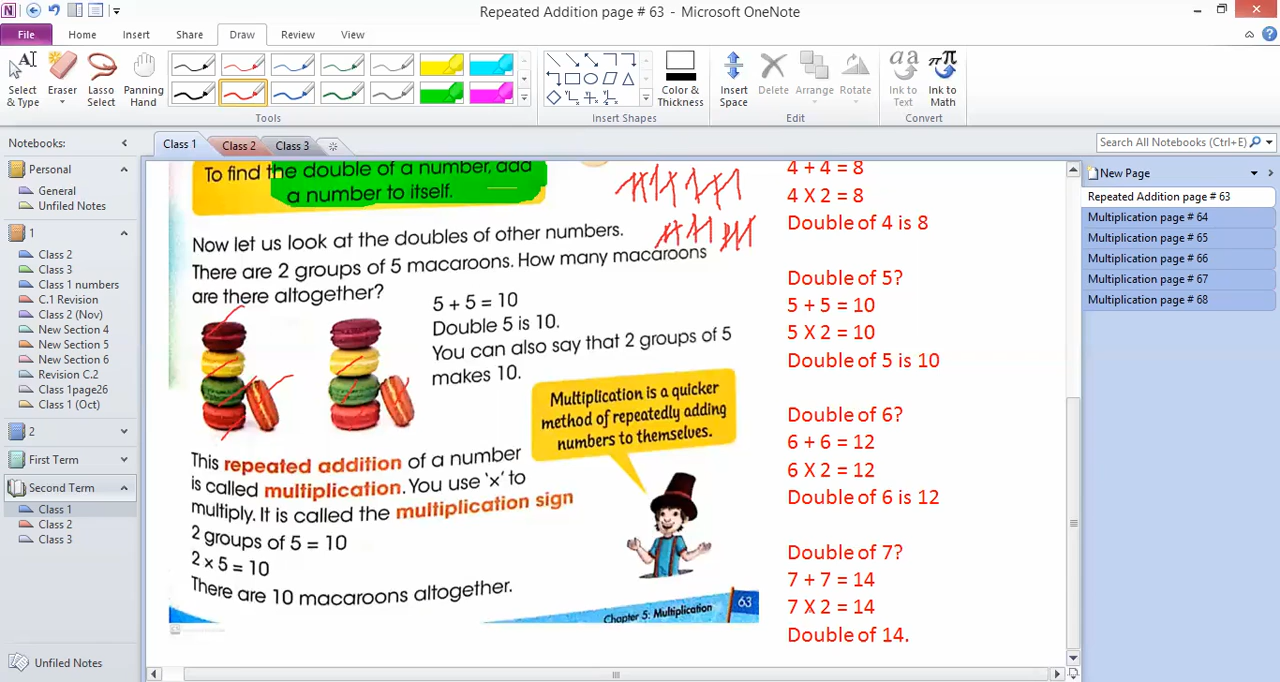 Repeated Addition page # 63 - Microsoft OneNote
File
Home
Insert
Share
Draw
Review
View
Select & Type
Eraser
Lasso Select
Panning Hand
Color & Thickness
Insert Space
Delete
Arrange
Rotate
Ink to Text
Ink to Math
Tools
Insert Shapes
Edit
Convert
Notebooks:
Class 1
Class 2
Class 3
Search All Notebooks (Ctrl+E)
Personal
General
Unfiled Notes
1
Class 2
Class 3
Class 1 numbers
C.1 Revision
Class 2 (Nov)
New Section 4
New Section 5
New Section 6
Revision C.2
Class 1page26
Class 1 (Oct)
2
First Term
Second Term
Class 1
Class 2
Class 3
Unfiled Notes
To find the double of a number, add
a number to itself.
Now let us look at the doubles of other numbers.
There are 2 groups of 5 macaroons. How many macaroons
are there altogether?
5 + 5 = 10
Double 5 is 10.
You can also say that 2 groups of 5
makes 10.
Multiplication is a quicker
method of repeatedly adding
numbers to themselves.
This repeated addition of a number
is called multiplication. You use 'x' to
multiply. It is called the multiplication sign
2 groups of 5 = 10
2 × 5 = 10
There are 10 macaroons altogether.
Chapter 5: Multiplication 63
4 + 4 = 8
4 X 2 = 8
Double of 4 is 8
Double of 5?
5 + 5 = 10
5 X 2 = 10
Double of 5 is 10
Double of 6?
6 + 6 = 12
6 X 2 = 12
Double of 6 is 12
Double of 7?
7 + 7 = 14
7 X 2 = 14
Double of 14.
New Page
Repeated Addition page # 63
Multiplication page # 64
Multiplication page # 65
Multiplication page # 66
Multiplication page # 67
Multiplication page # 68